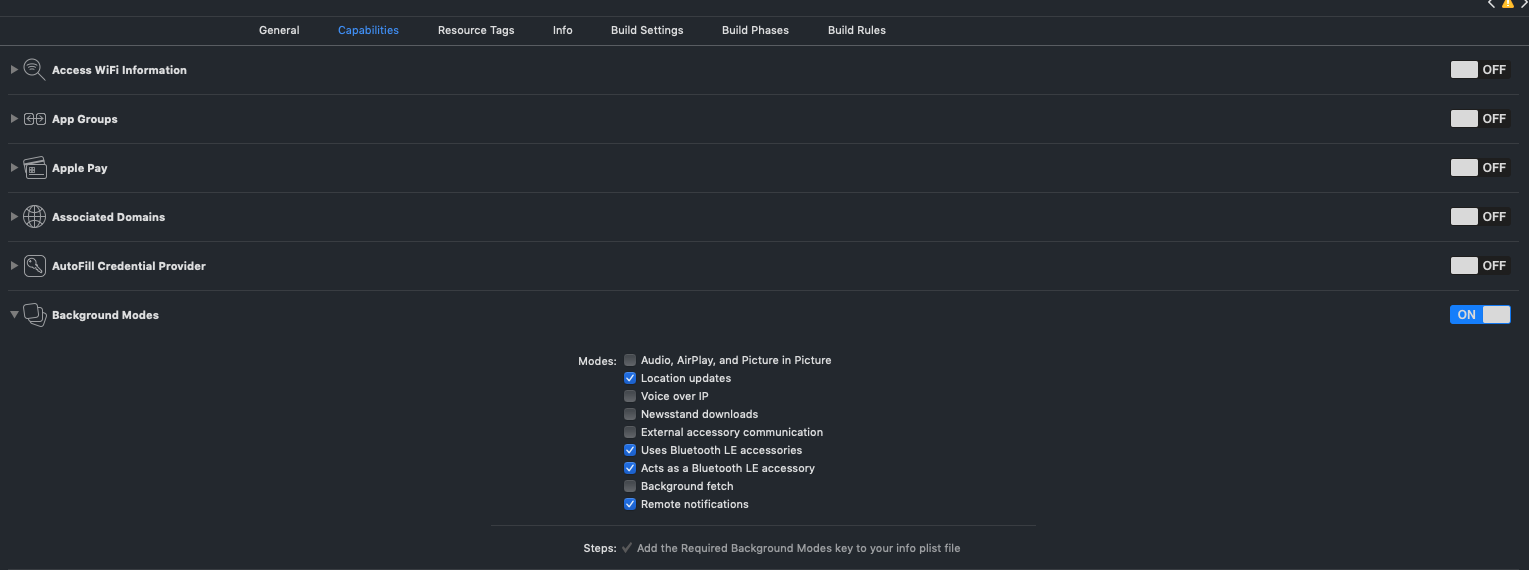 General Capabilities Resource Tags Info Build Settings Build Phases Build Rules
Access WiFi Information OFF
App Groups OFF
Apple Pay OFF
Associated Domains OFF
AutoFill Credential Provider OFF
Background Modes ON
Modes: Audio, AirPlay, and Picture in Picture
Location updates
Voice over IP
Newsstand downloads
External accessory communication
Uses Bluetooth LE accessories
Acts as a Bluetooth LE accessory
Background fetch
Remote notifications
Steps: Add the Required Background Modes key to your info plist file